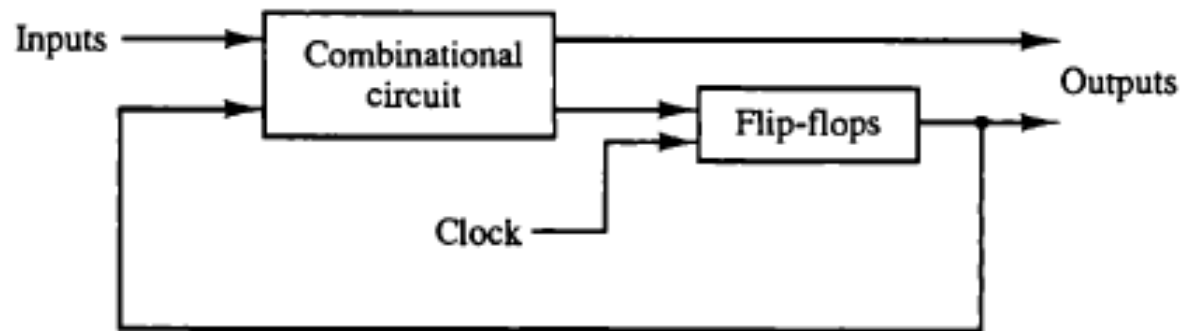 Inputs
Combinational
circuit
Outputs
Flip-flops
Clock